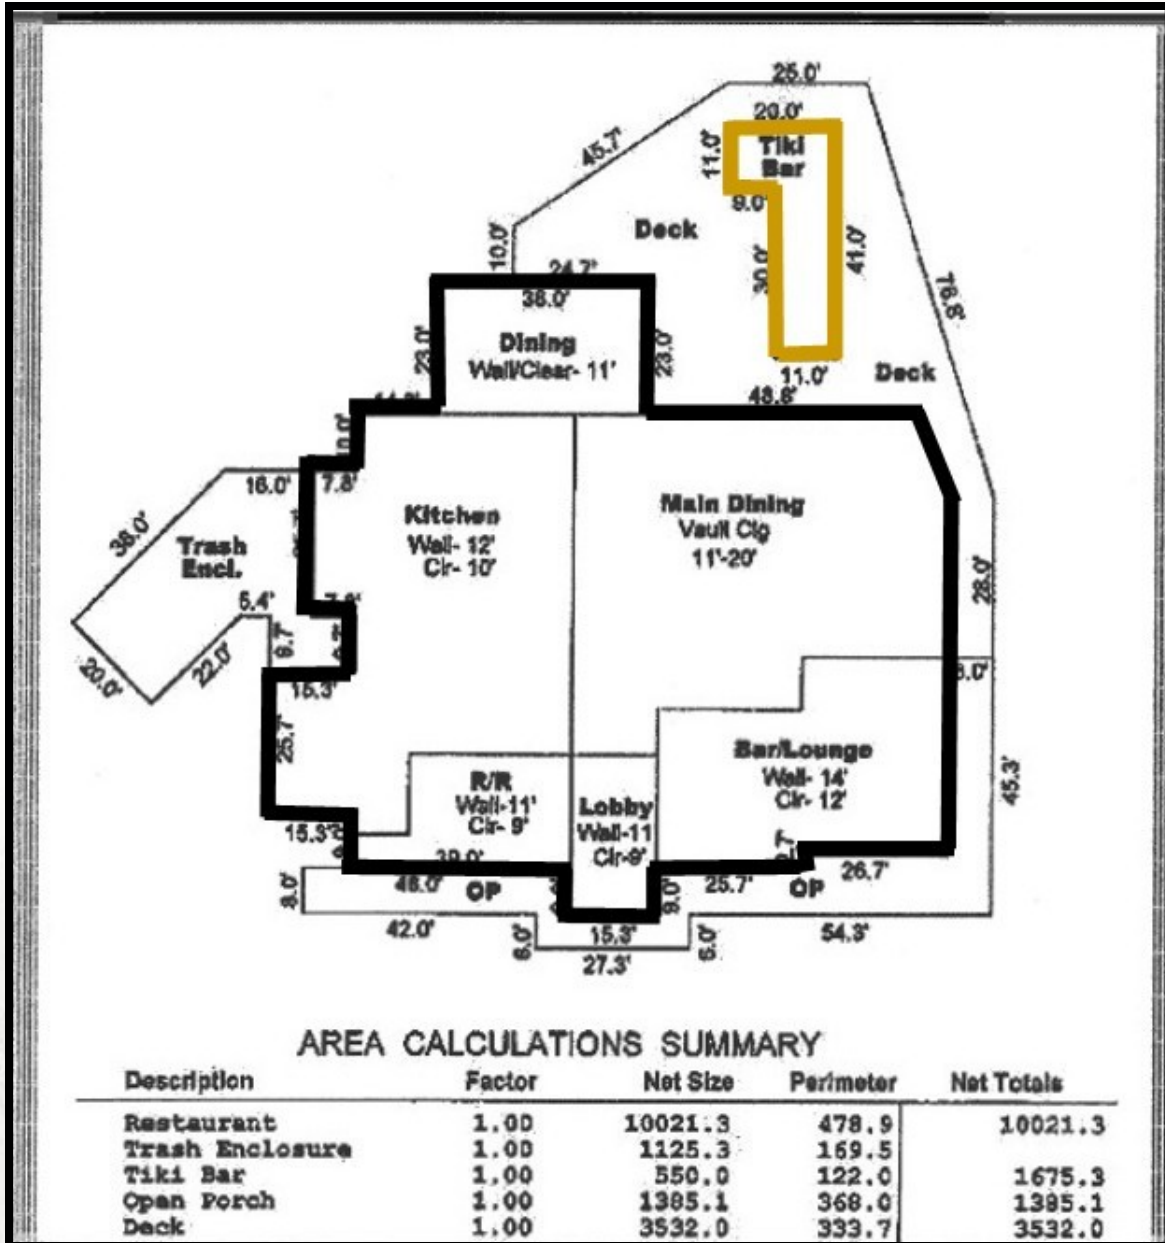 25.0'
20.0'
45.7'
11.0'
Tiki
Bar
9.0'
Deck
10.0'
30.0'
41.0'
24.7'
38.0'
76.8'
23.0'
Dining
Wall/Clear- 11'
23.0'
11.0'
Deck
48.8'
16.0'
7.8'
38.0'
Kitchen
Wall- 12'
Clr- 10'
Main Dining
Vault Clg
11'-20'
Trash
Encl.
28.0'
5.4'
9.7'
22.0'
20.0'
15.3'
25.7'
R/R
Wall-11'
Clr- 9'
Lobby
Wall-11
Clr-9'
Bar/Lounge
Wall- 14'
Clr- 12'
45.3'
15.3'
39.0'
46.0'
8.0'
OP
9.0'
25.7'
OP
26.7'
42.0'
6.0'
15.3'
27.3'
6.0'
54.3'
AREA CALCULATIONS SUMMARY
Description Factor Net Size Perimeter Net Totals
Restaurant 1.00 10021.3 478.9 10021.3
Trash Enclosure 1.00 1125.3 169.5
Tiki Bar 1.00 550.0 122.0 1675.3
Open Porch 1.00 1385.1 368.0 1385.1
Deck 1.00 3532.0 333.7 3532.0